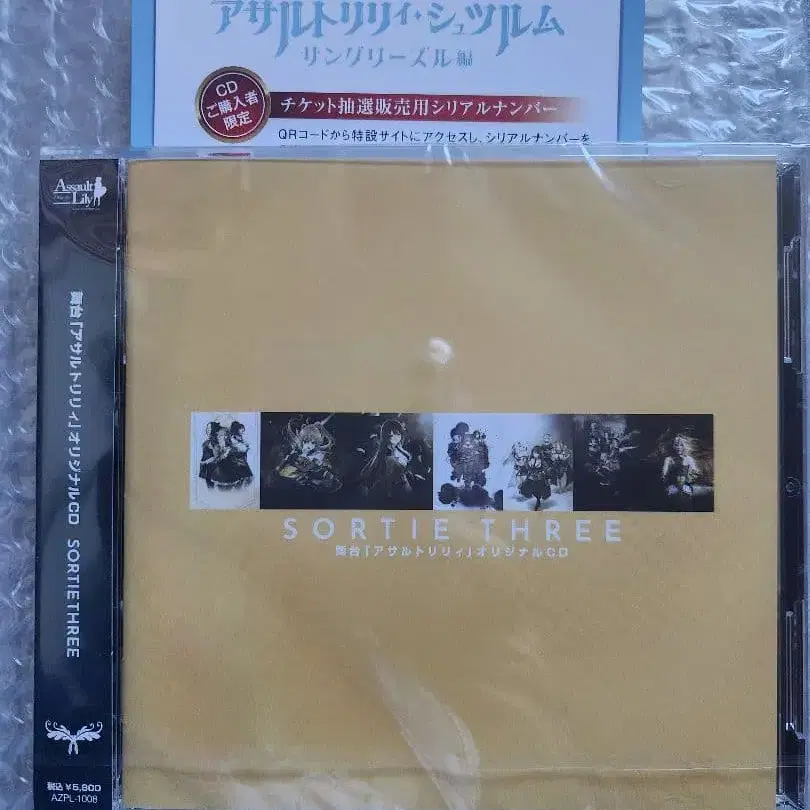 アサルトリリィ・シュツルム
サングリーズル編
CD
ご購入者
限定
チケット抽選販売用シリアルナンバー
QRコードから特設サイトにアクセスし、シリアルナンバーを
Assault
Lily
舞台「アサルトリリィ」オリジナルCD SORTIE THREE
税込¥5,800
AZPL-1008
SORTIE THREE
舞台「アサルトリリィ」オリジナルCD